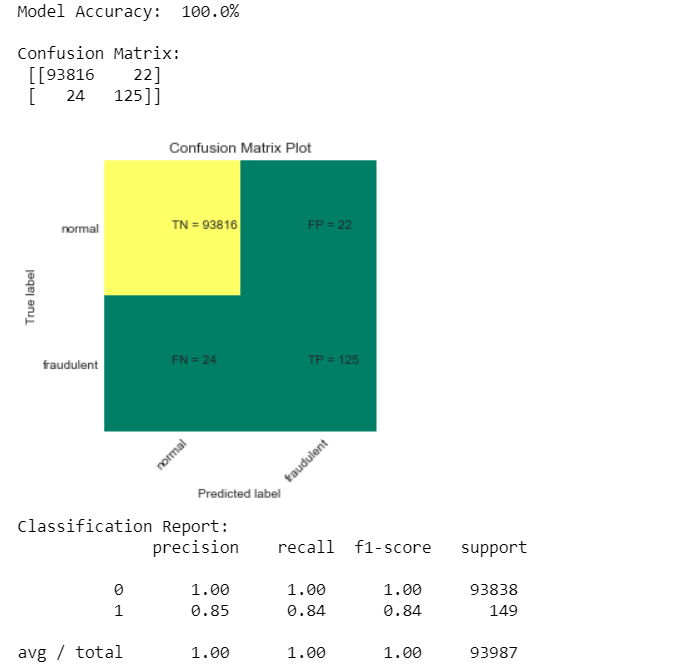 Model Accuracy:  100.0%
Confusion Matrix:
[[93816    22]
[   24   125]]
Confusion Matrix Plot
normal
TN = 93816
FP = 22
True label
fraudulent
FN = 24
TP = 125
normal
fraudulent
Predicted label
Classification Report:
precision    recall  f1-score   support
0       1.00      1.00      1.00     93838
1       0.85      0.84      0.84       149
avg / total       1.00      1.00      1.00     93987